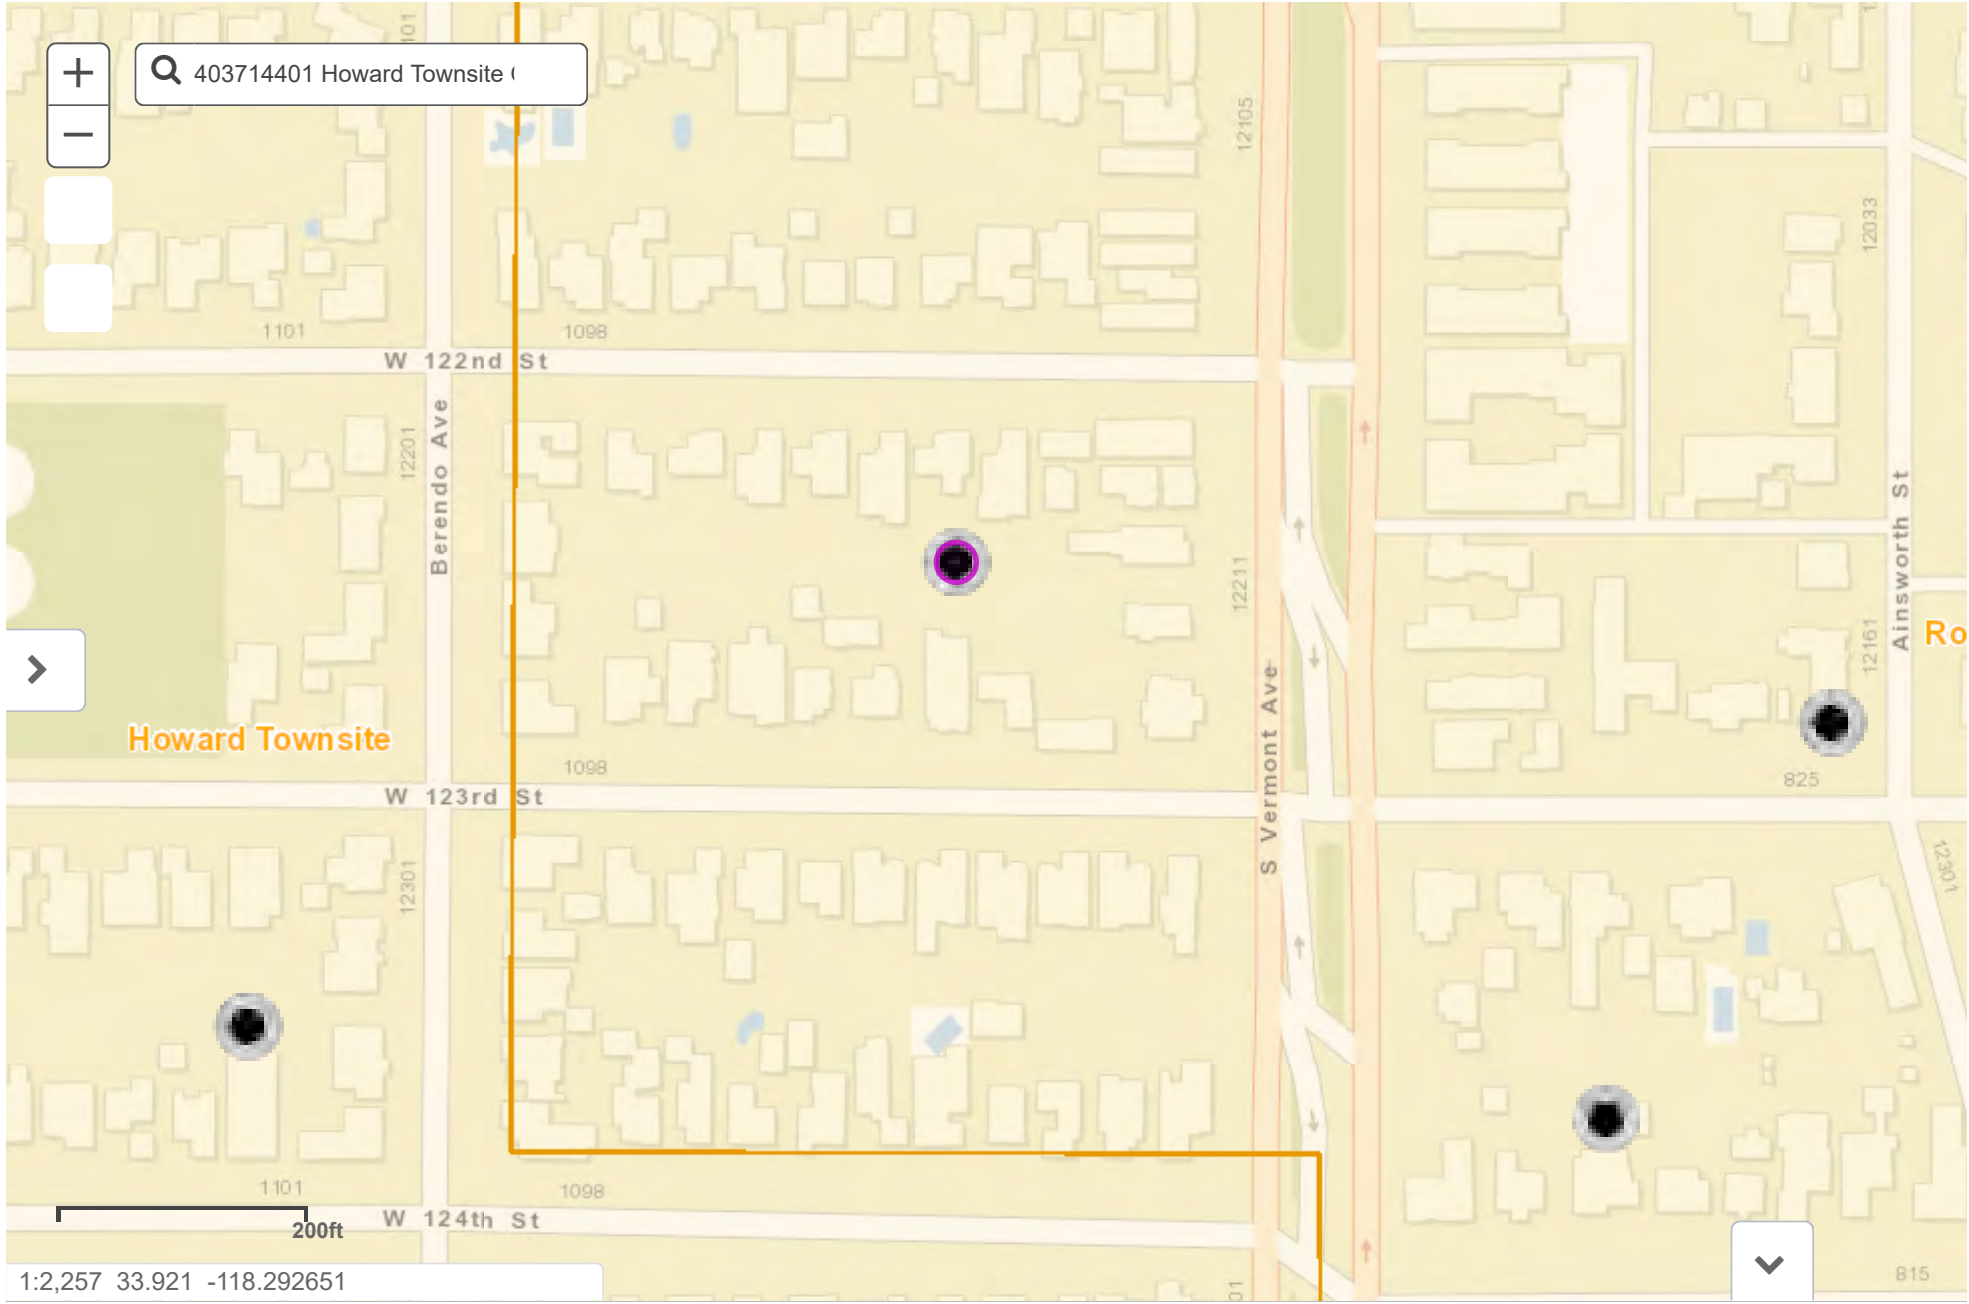 101
+
403714401 Howard Townsite
−
12105
12033
1101
1098
W 122nd St
12201
Berendo Ave
12211
Ainsworth St
12161
Ro
Howard Townsite
S Vermont Ave
1098
825
W 123rd St
12301
12301
1101
1098
200ft
W 124th St
1:2,257 33.921 -118.292651
01
815